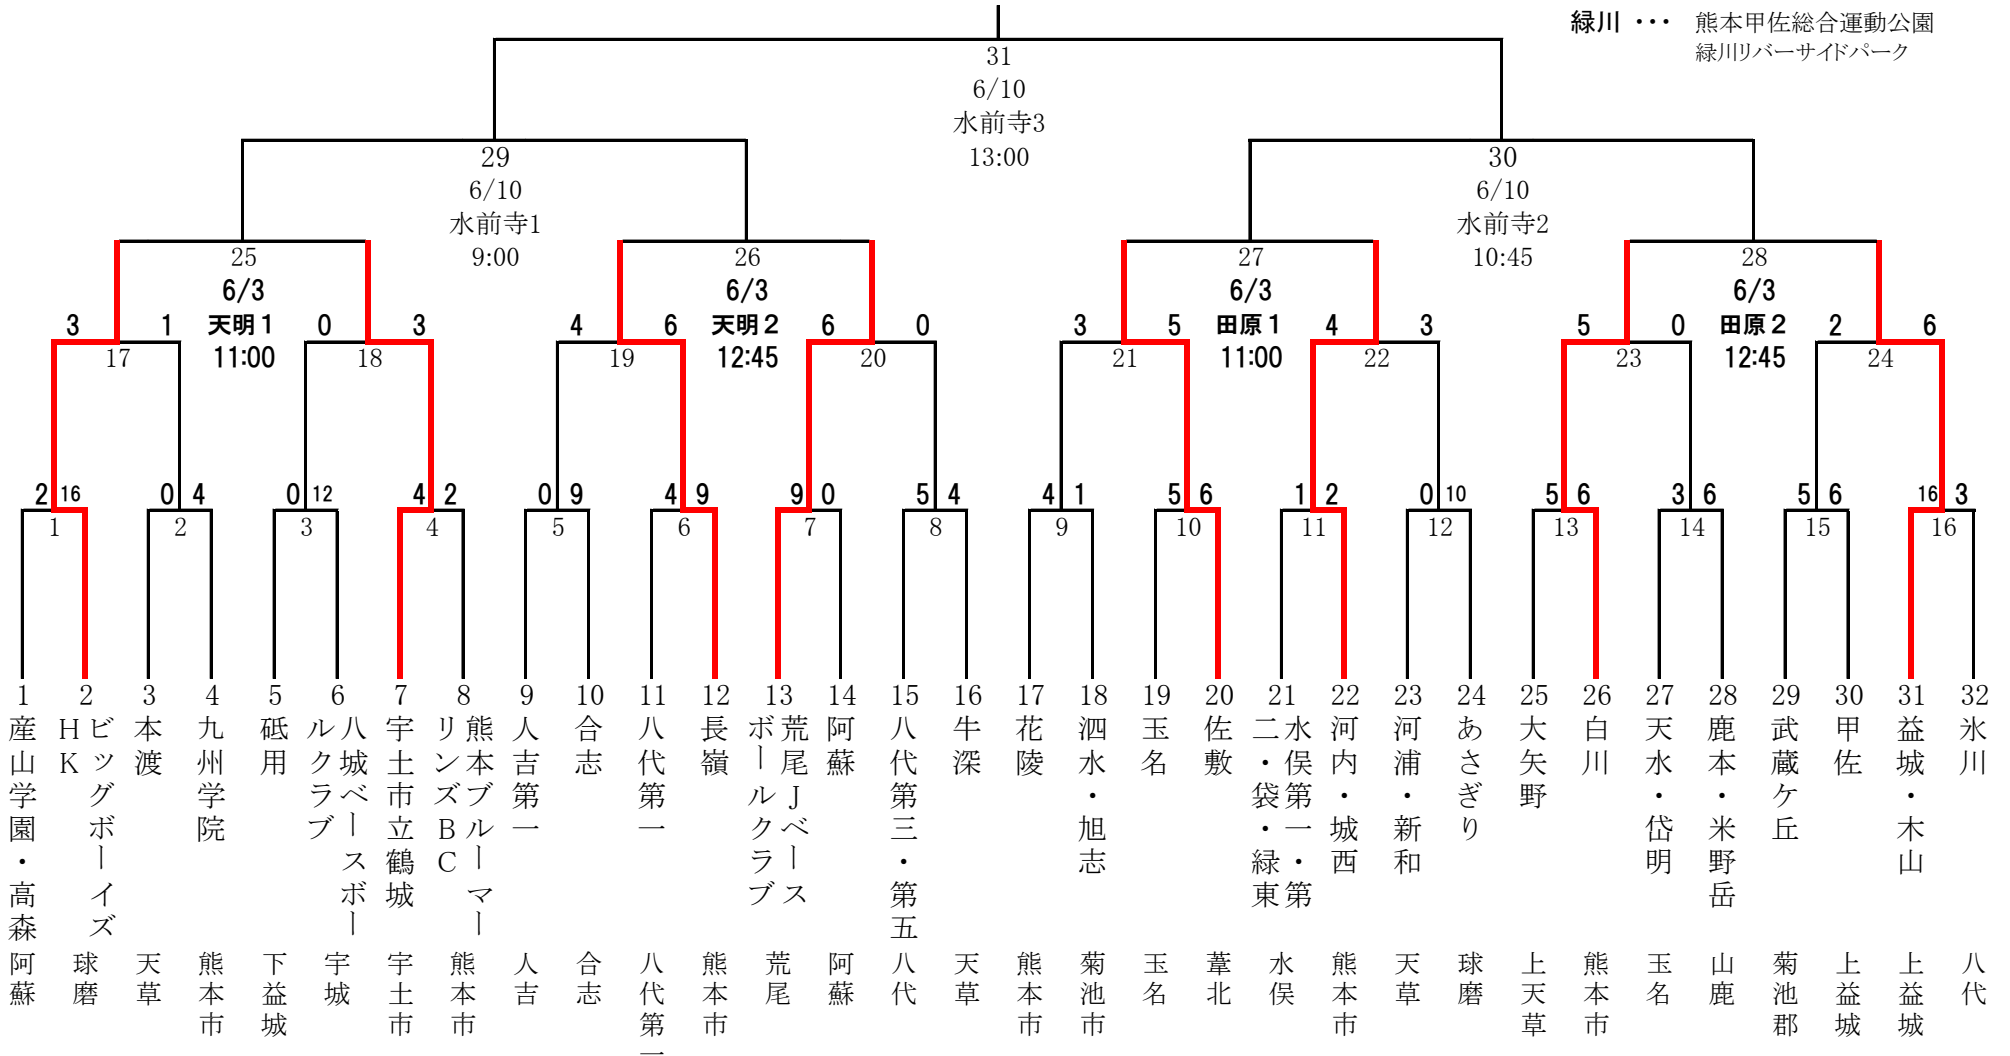 緑川 ・・・ 熊本甲佐総合運動公園
緑川リバーサイドパーク
31
6/10
水前寺3
13:00
29
6/10
水前寺1
9:00
30
6/10
水前寺2
10:45
25
6/3
天明1
11:00
26
6/3
天明2
12:45
27
6/3
田原1
11:00
28
6/3
田原2
12:45
3 1 0 3 4 6 6 0 3 5 4 3 5 0 2 6
17 18 19 20 21 22 23 24
2 16 0 4 0 12 4 2 0 9 4 9 9 0 5 4 4 1 5 6 1 2 0 10 5 6 3 6 5 6 16 3
1 2 3 4 5 6 7 8 9 10 11 12 13 14 15 16
1 2 3 4 5 6 7 8 9 10 11 12 13 14 15 16 17 18 19 20 21 22 23 24 25 26 27 28 29 30 31 32
産山学園・高森
ビッグボーイズ
HK
本渡
九州学院
砥用
八城ベースボー
ルクラブ
宇土市立鶴城
熊本ブルーマー
リンズBC
人吉第一
合志
八代第一
長嶺
荒尾Jベース
ボールクラブ
阿蘇
八代第三・第五
牛深
花陵
泗水・旭志
玉名
佐敷
水俣第一・第
二・袋・緑東
河内・城西
河浦・新和
あさぎり
大矢野
白川
天水・岱明
鹿本・米野岳
武蔵ケ丘
甲佐
益城・木山
氷川
阿蘇
球磨
天草
熊本市
下益城
宇城
宇土市
熊本市
人吉
合志
八代第一
熊本市
荒尾
阿蘇
八代
天草
熊本市
菊池市
玉名
葦北
水俣
熊本市
天草
球磨
上天草
熊本市
玉名
山鹿
菊池郡
上益城
上益城
八代